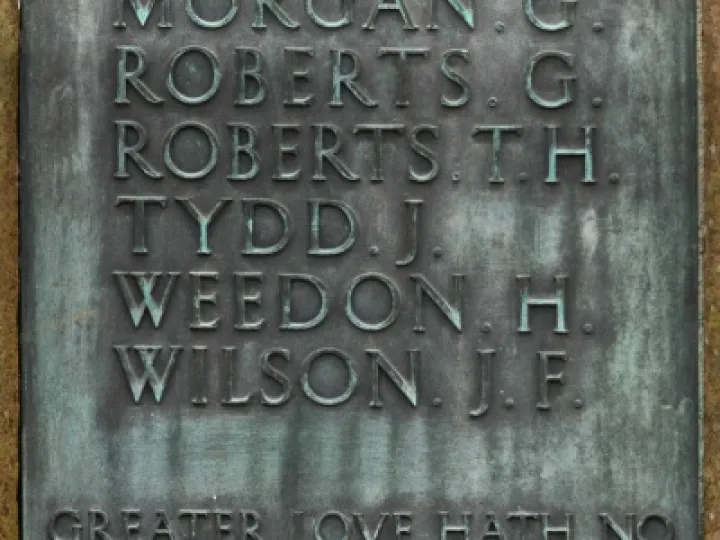 MORGAN. G.
ROBERTS. G.
ROBERTS. T. H.
TYDD. J.
WEEDON. H.
WILSON. J. F.
GREATER LOVE HATH NO